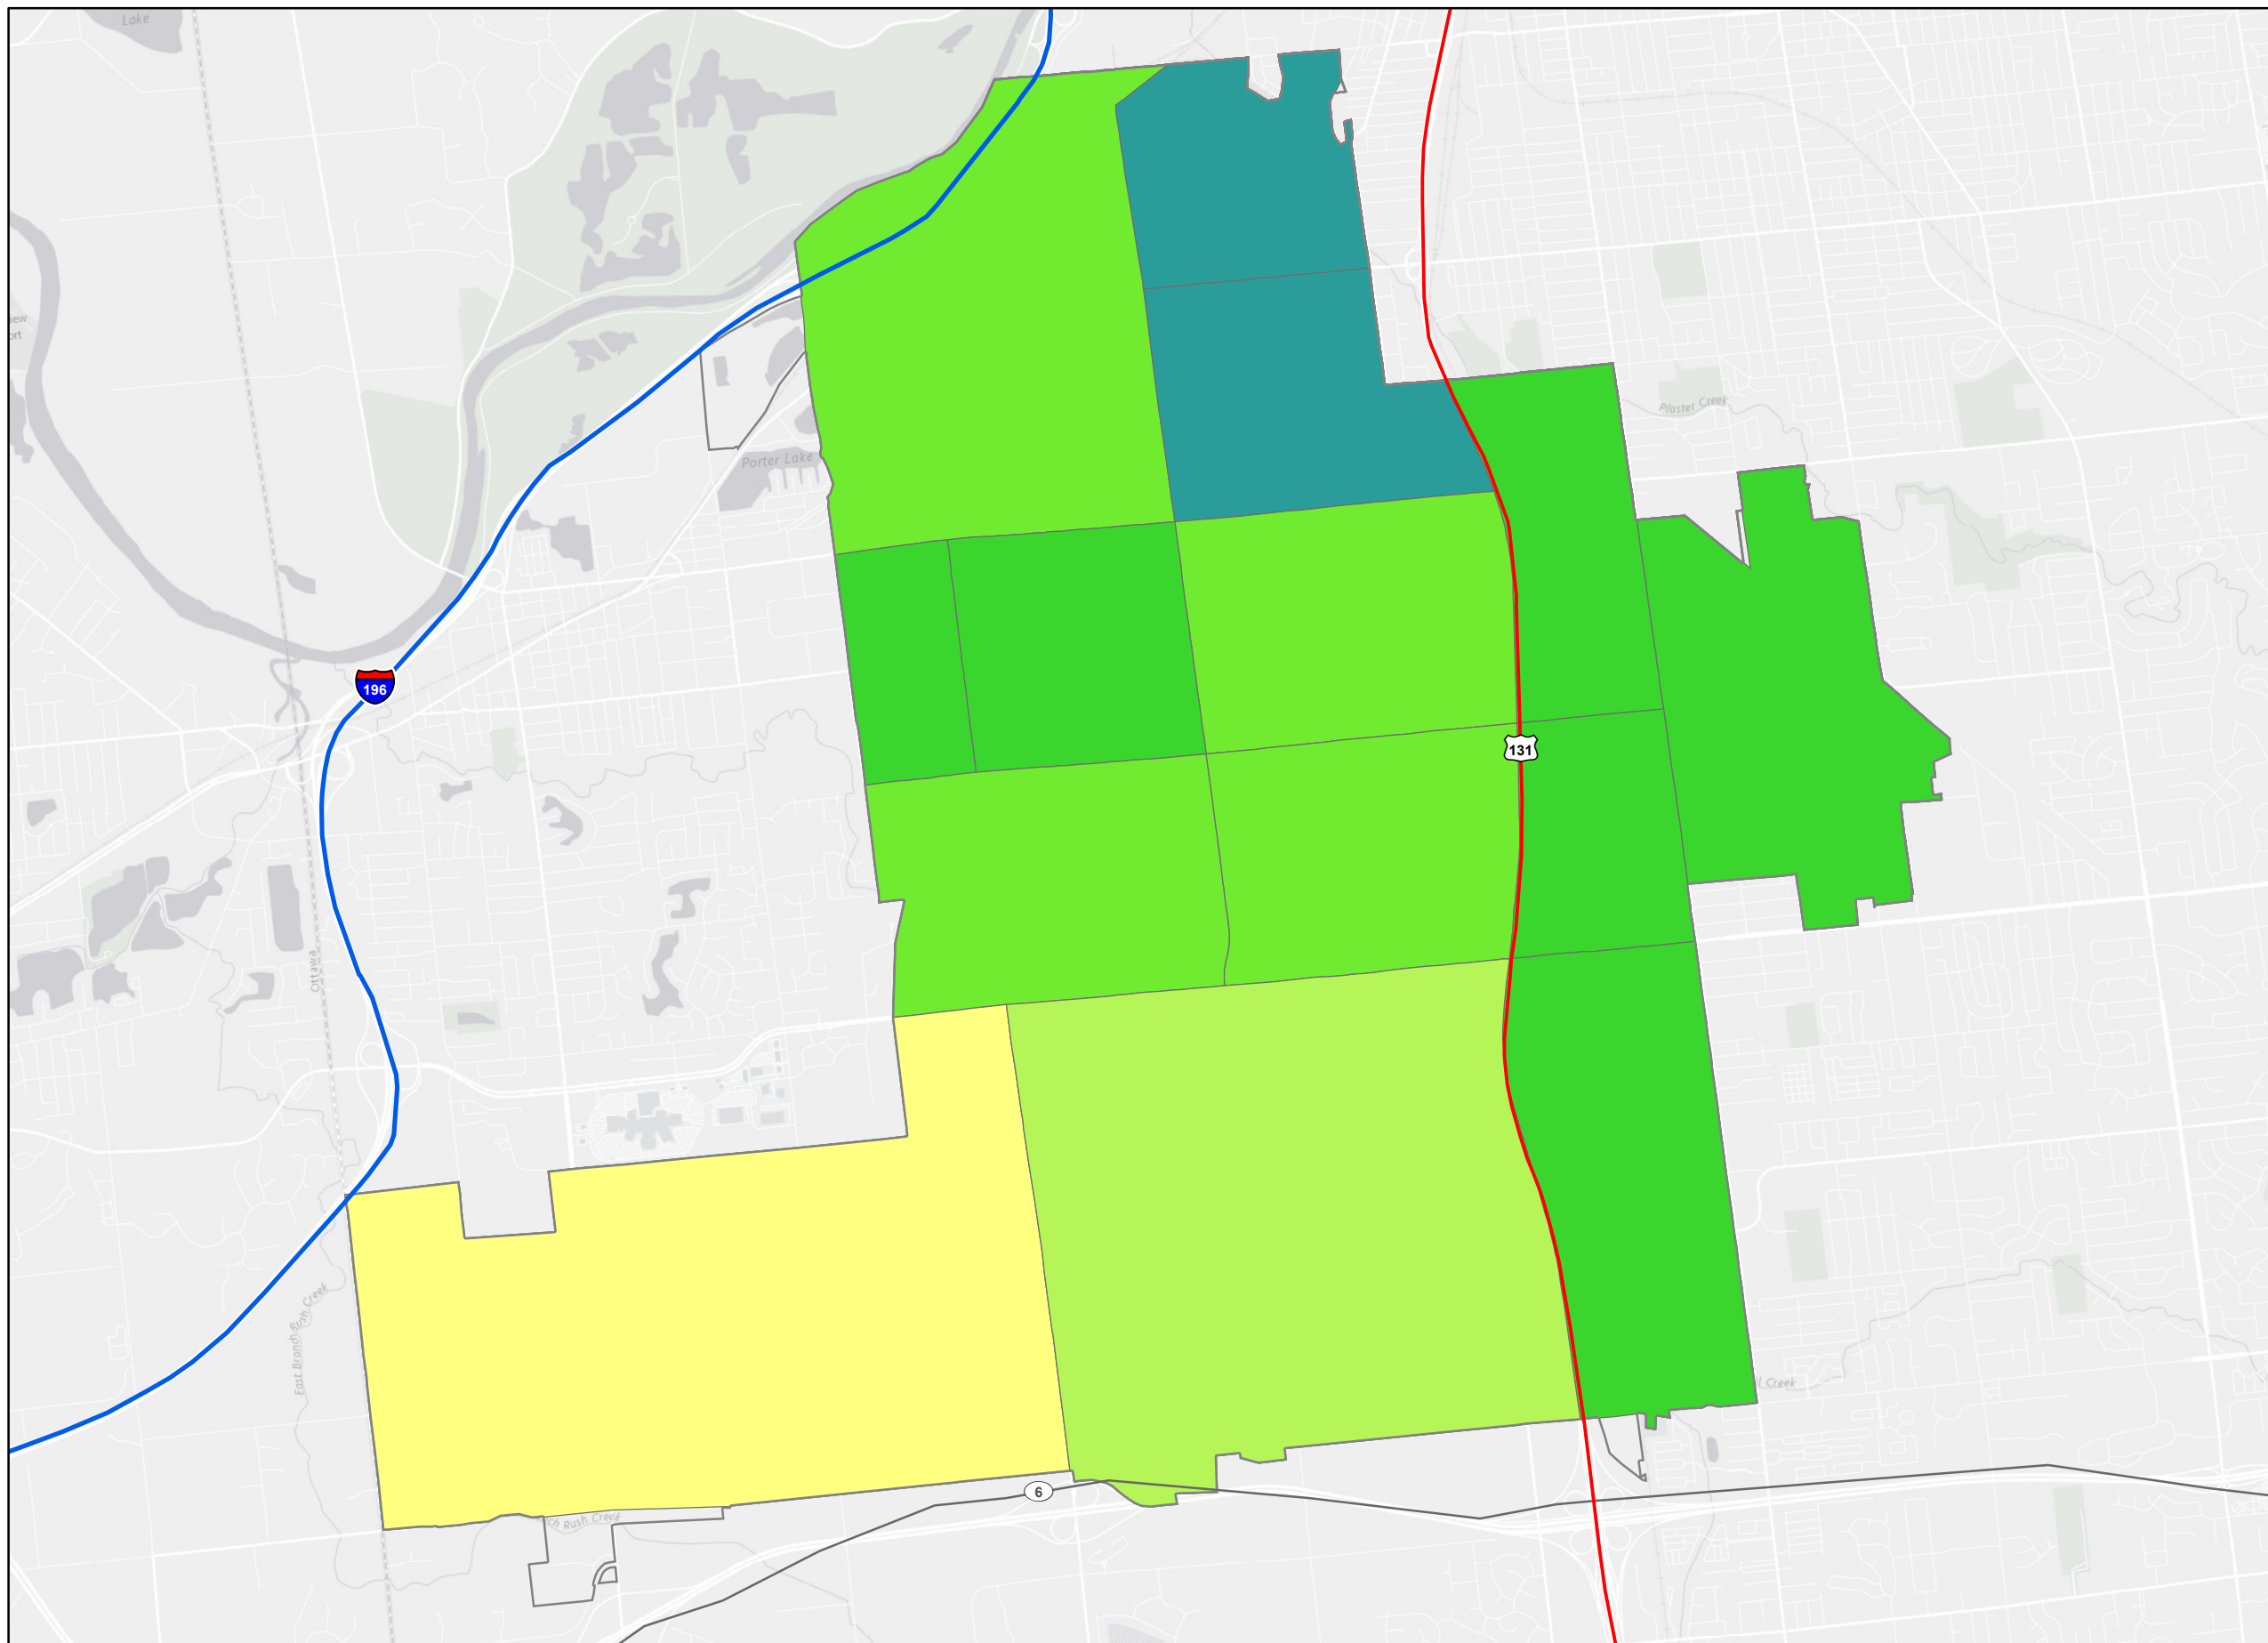 Lake
Plaster Creek
Porter Lake
196
131
Ottawa
East Branch Rush Creek
Creek
6
Rush Creek